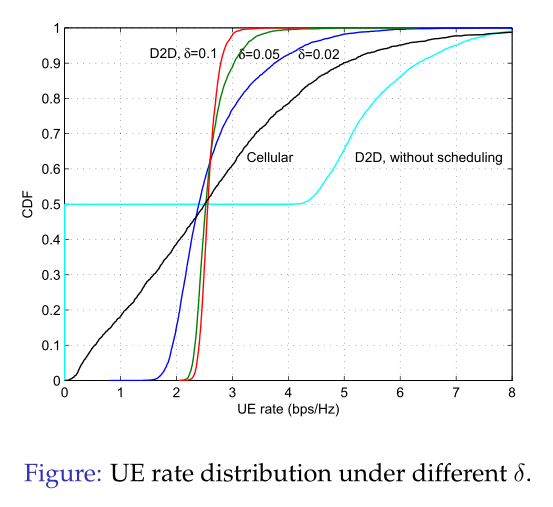 1
0.9
0.8
0.7
0.6
0.5
0.4
0.3
0.2
0.1
0
CDF
D2D, δ=0.1
δ=0.05
δ=0.02
Cellular
D2D, without scheduling
0 1 2 3 4 5 6 7 8
UE rate (bps/Hz)
Figure: UE rate distribution under different δ.